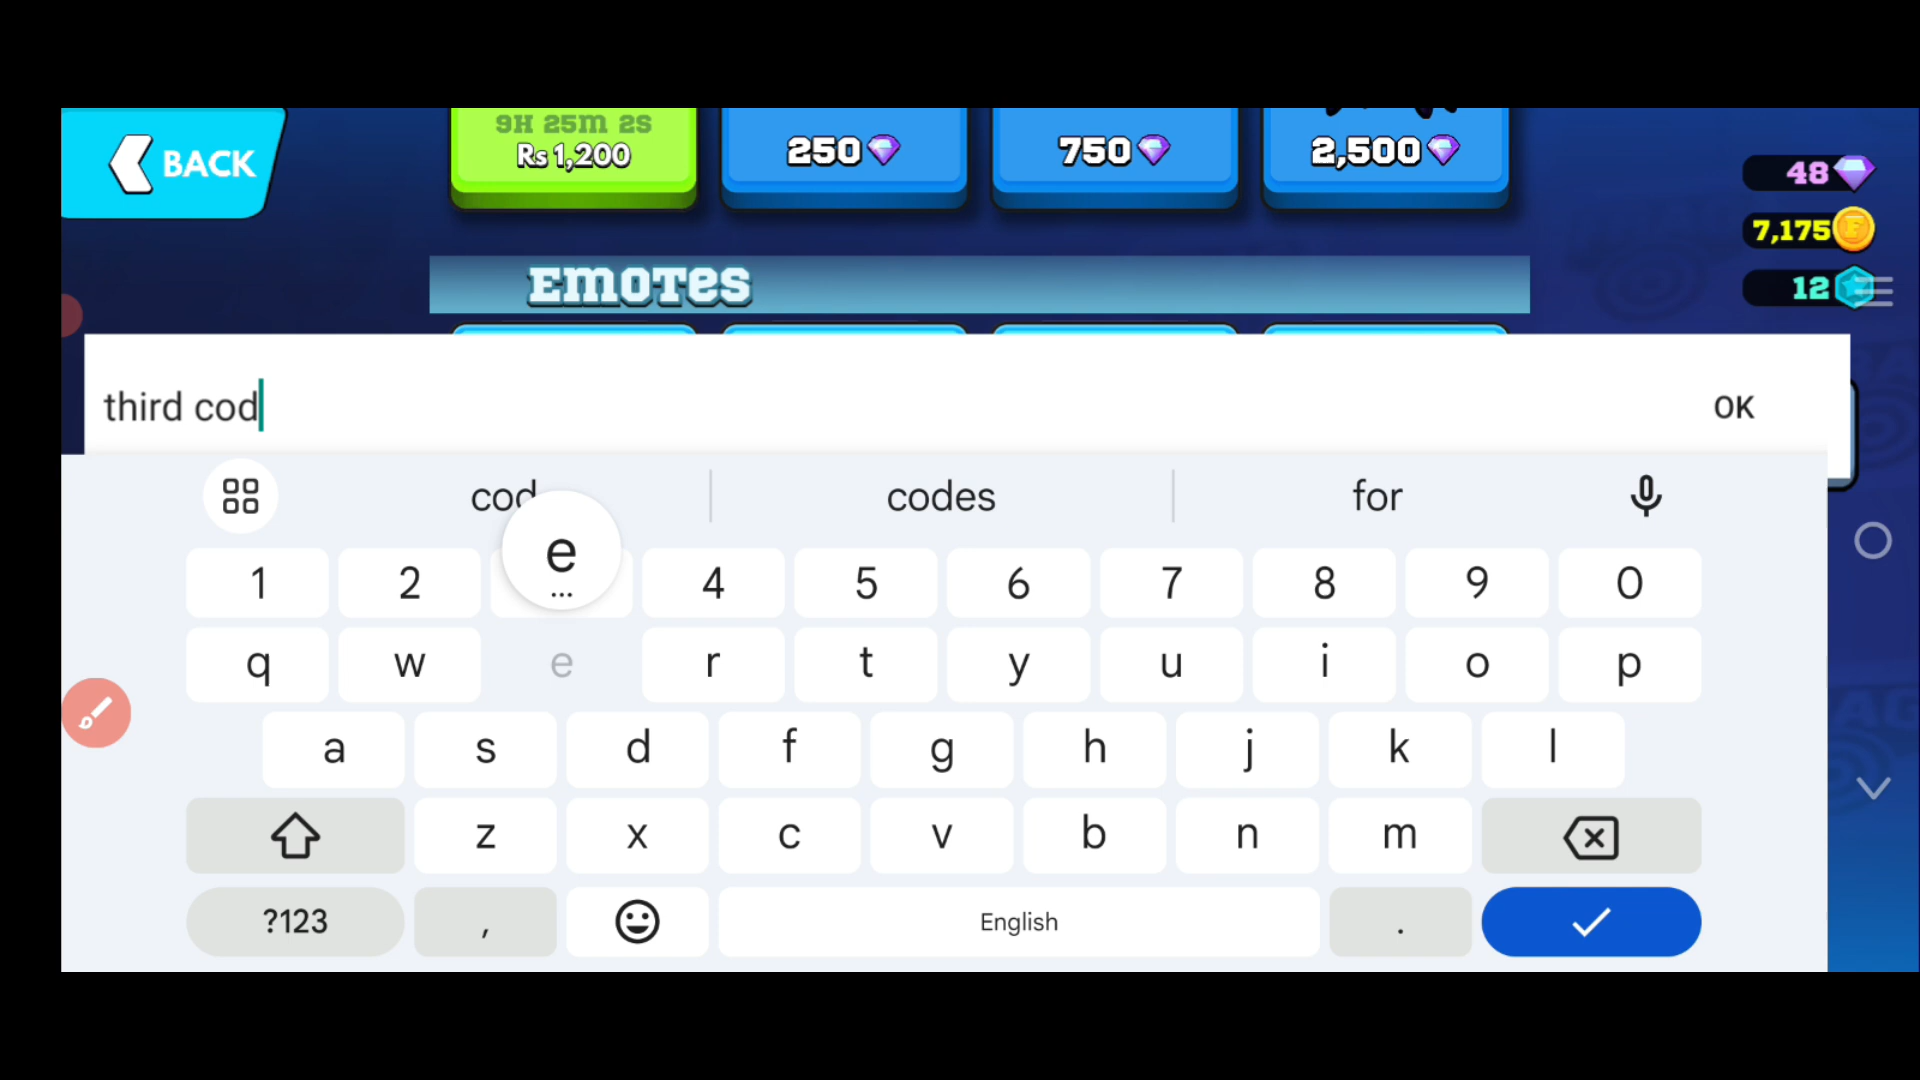 BACK
9H 25m 2S
Rs 1,200
250
750
2,500
48
7,175
12
Emotes
third cod
OK
cod
codes
for
e
...
1 2 4 5 6 7 8 9 0
q w e r t y u i o p
a s d f g h j k l
z x c v b n m
?123 , English .